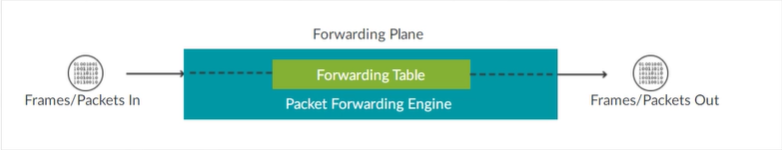 Forwarding Plane
Forwarding Table
Frames/Packets In
Packet Forwarding Engine
Frames/Packets Out